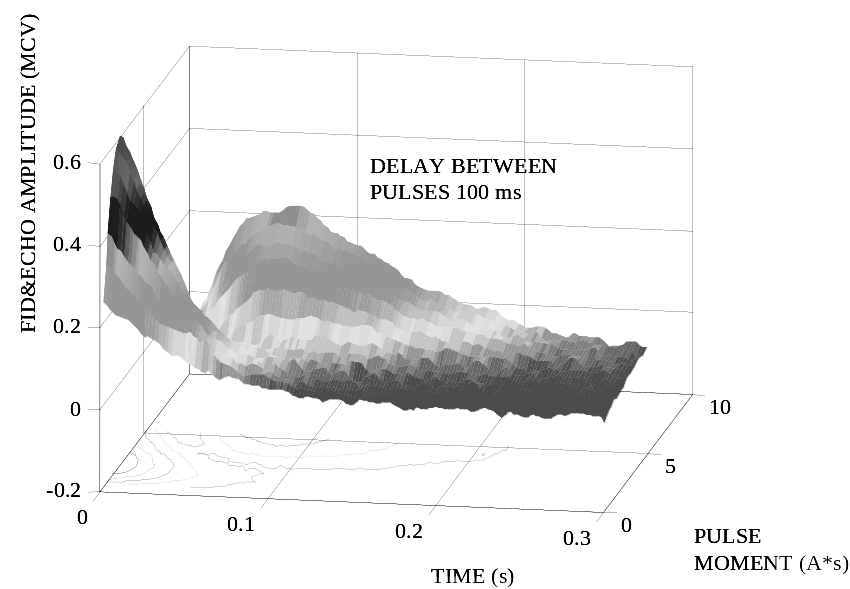 FID&ECHO AMPLITUDE (MCV)
DELAY BETWEEN
PULSES 100 ms
0.6
0.4
0.2
0
-0.2
0
0.1
0.2
0.3
0
5
10
TIME (s)
PULSE
MOMENT (A*s)